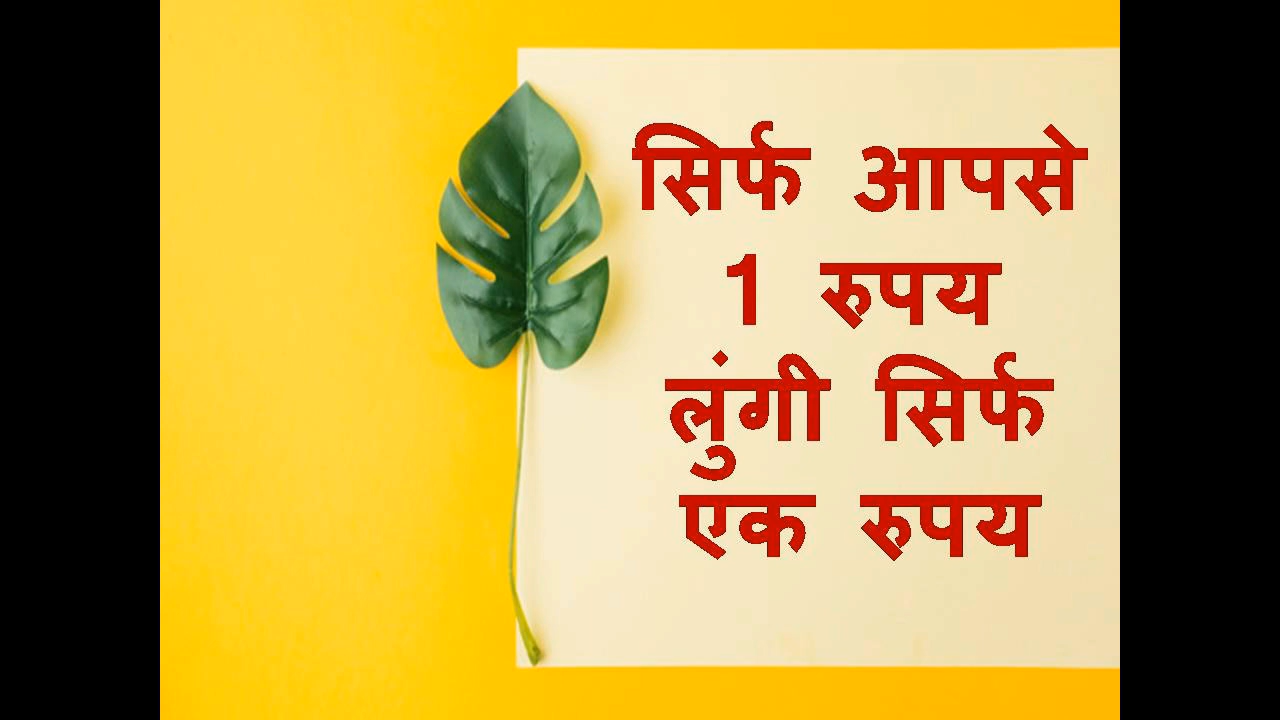 सिर्फ आपसे
1 रुपय
लुंगी सिर्फ
एक रुपय